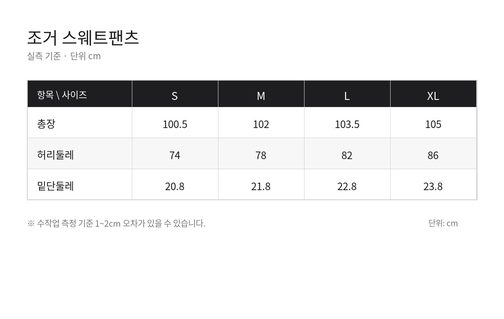 조거 스웨트팬츠
실측 기준 · 단위 cm
항목 \ 사이즈 S M L XL
총장 100.5 102 103.5 105
허리둘레 74 78 82 86
밑단둘레 20.8 21.8 22.8 23.8
※ 수작업 측정 기준 1~2cm 오차가 있을 수 있습니다. 단위: cm